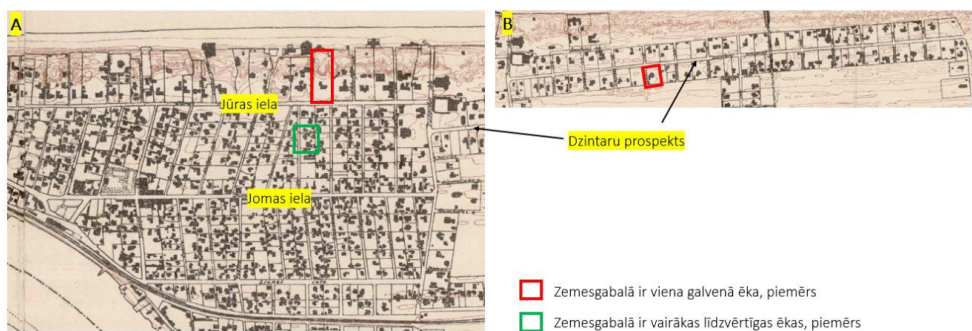 A
B
Jūras iela
Dzintaru prospekts
Jomas iela
Zemesgabalā ir viena galvenā ēka, piemērs
Zemesgabalā ir vairākas līdzvērtīgas ēkas, piemērs